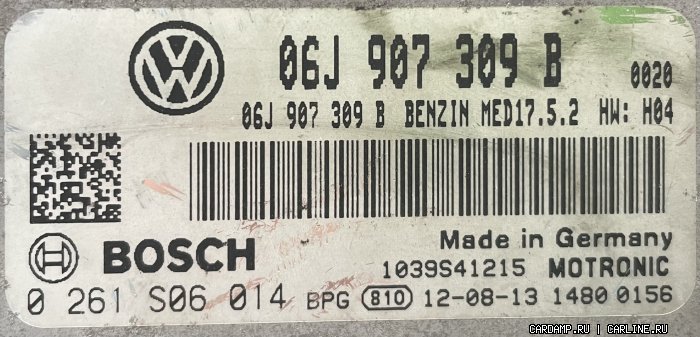 06J 907 309 B 0020
06J 907 309 B BENZIN MED17.5.2 HW: H04
BOSCH
Made in Germany
1039S41215 MOTRONIC
0 261 S06 014 BPG 810 12-08-13 1480 0156
CARDAMP.RU | CARLINE.RU